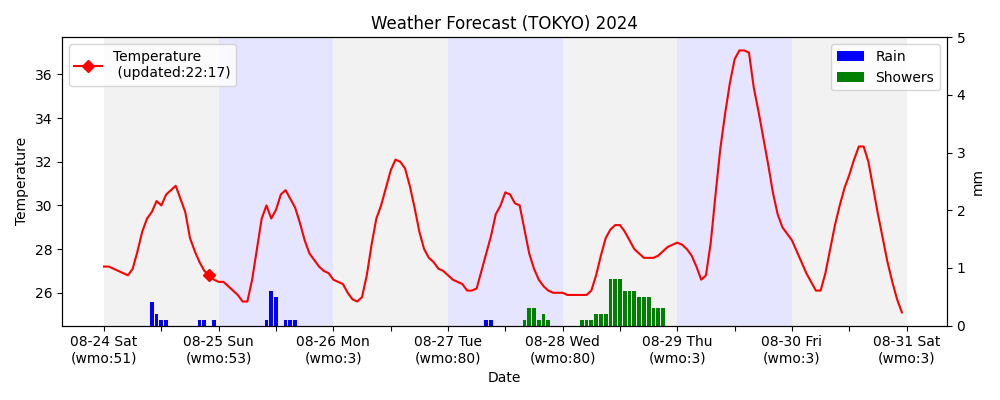 Weather Forecast (TOKYO) 2024
Temperature
(updated:22:17)
Rain
Showers
Temperature
36
34
32
30
28
26
5
4
3
2
1
0
mm
08-24 Sat
(wmo:51)
08-25 Sun
(wmo:53)
08-26 Mon
(wmo:3)
08-27 Tue
(wmo:80)
08-28 Wed
(wmo:80)
08-29 Thu
(wmo:3)
08-30 Fri
(wmo:3)
08-31 Sat
(wmo:3)
Date